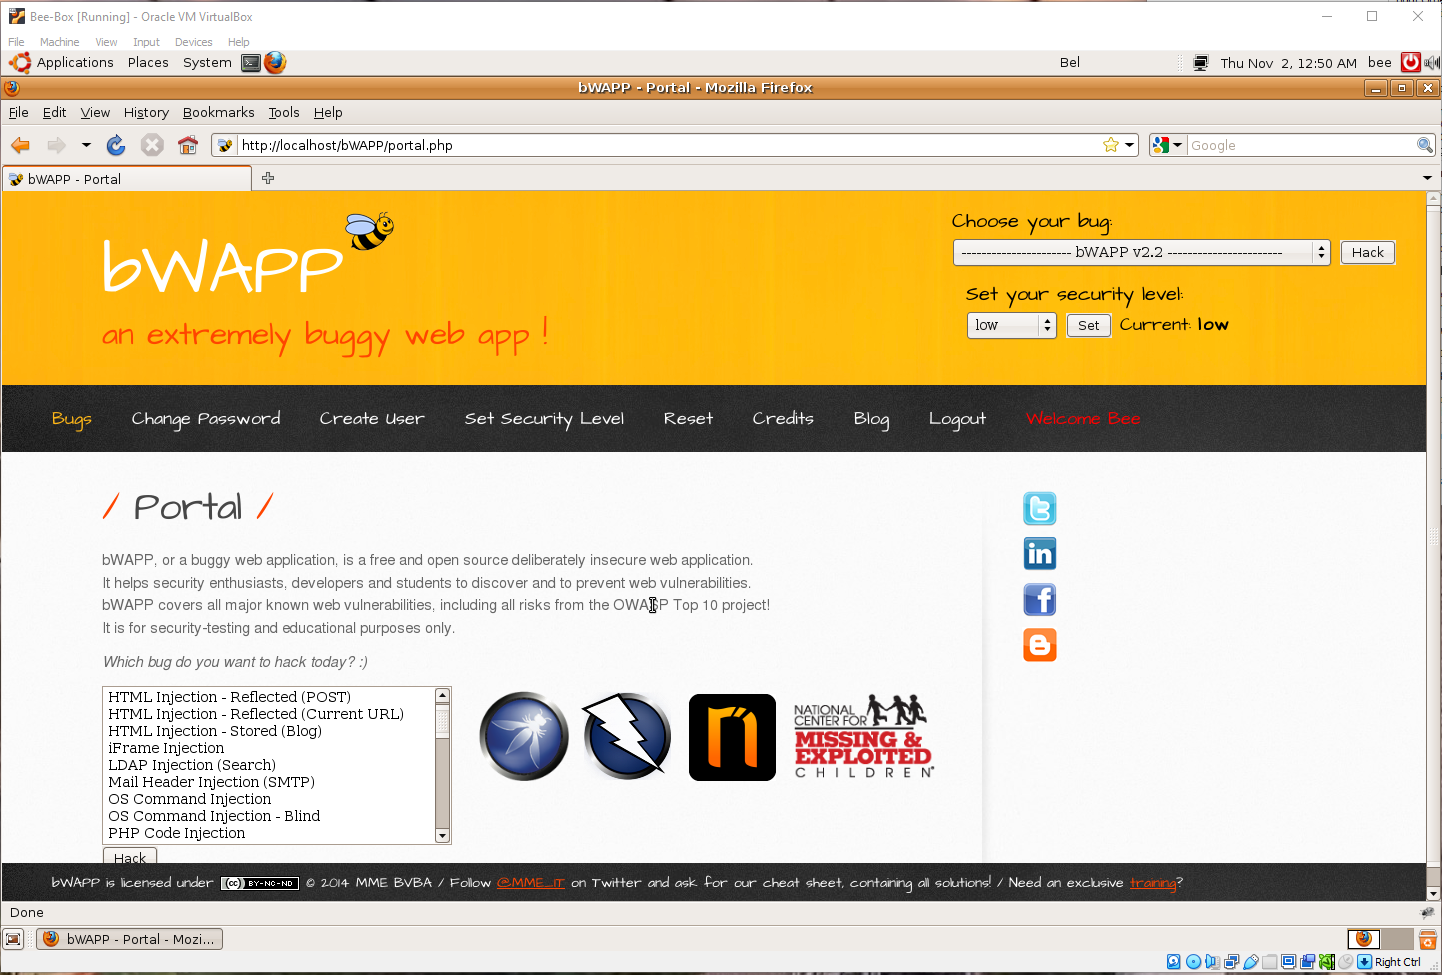 Bee-Box [Running] - Oracle VM VirtualBox
File Machine View Input Devices Help
Applications Places System Bel Thu Nov 2, 12:50 AM bee
bWAPP - Portal - Mozilla Firefox
File Edit View History Bookmarks Tools Help
http://localhost/bWAPP/portal.php Google
bWAPP - Portal
bWAPP
an extremely buggy web app !
Choose your bug:
---------------------- bWAPP v2.2 ----------------------- Hack
Set your security level:
low Set Current: low
Bugs Change Password Create User Set Security Level Reset Credits Blog Logout Welcome Bee
/ Portal /
bWAPP, or a buggy web application, is a free and open source deliberately insecure web application.
It helps security enthusiasts, developers and students to discover and to prevent web vulnerabilities.
bWAPP covers all major known web vulnerabilities, including all risks from the OWASP Top 10 project!
It is for security-testing and educational purposes only.
Which bug do you want to hack today? :)
HTML Injection - Reflected (POST)
HTML Injection - Reflected (Current URL)
HTML Injection - Stored (Blog)
iFrame Injection
LDAP Injection (Search)
Mail Header Injection (SMTP)
OS Command Injection
OS Command Injection - Blind
PHP Code Injection
Hack
NATIONAL
CENTER FOR
MISSING &
EXPLOITED
CHILDREN®
bWAPP is licensed under cc BY-NC-ND © 2014 MME BVBA / Follow @MME_IT on Twitter and ask for our cheat sheet, containing all solutions! / Need an exclusive training?
Done
bWAPP - Portal - Mozi...
Right Ctrl